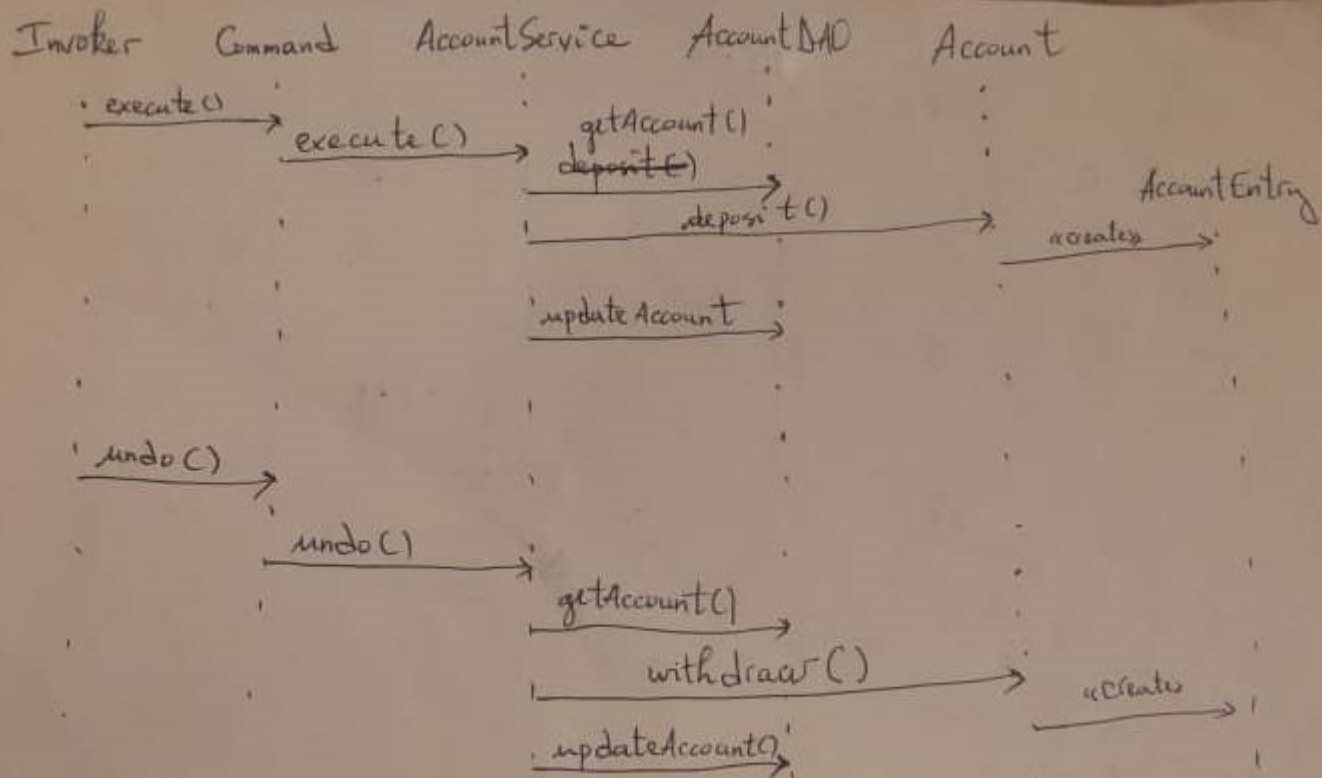 Invoker Command AccountService AccountDAO Account
execute()
execute()
getAccount()
deposit()
deposit()
AccountEntry
«create»
updateAccount
undo()
undo()
getAccount()
withdraw()
«create»
updateAccount()